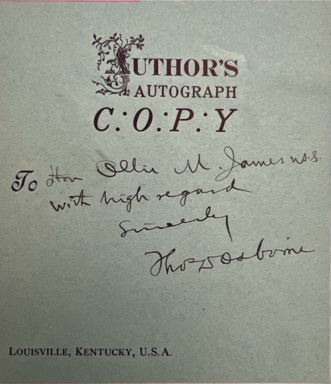 AUTHOR'S
AUTOGRAPH
C∴O∴P∴Y
To Hon Ollie M. James U.S.S.
with high regard
Sincerely
Thos D Osborne
LOUISVILLE, KENTUCKY, U.S.A.